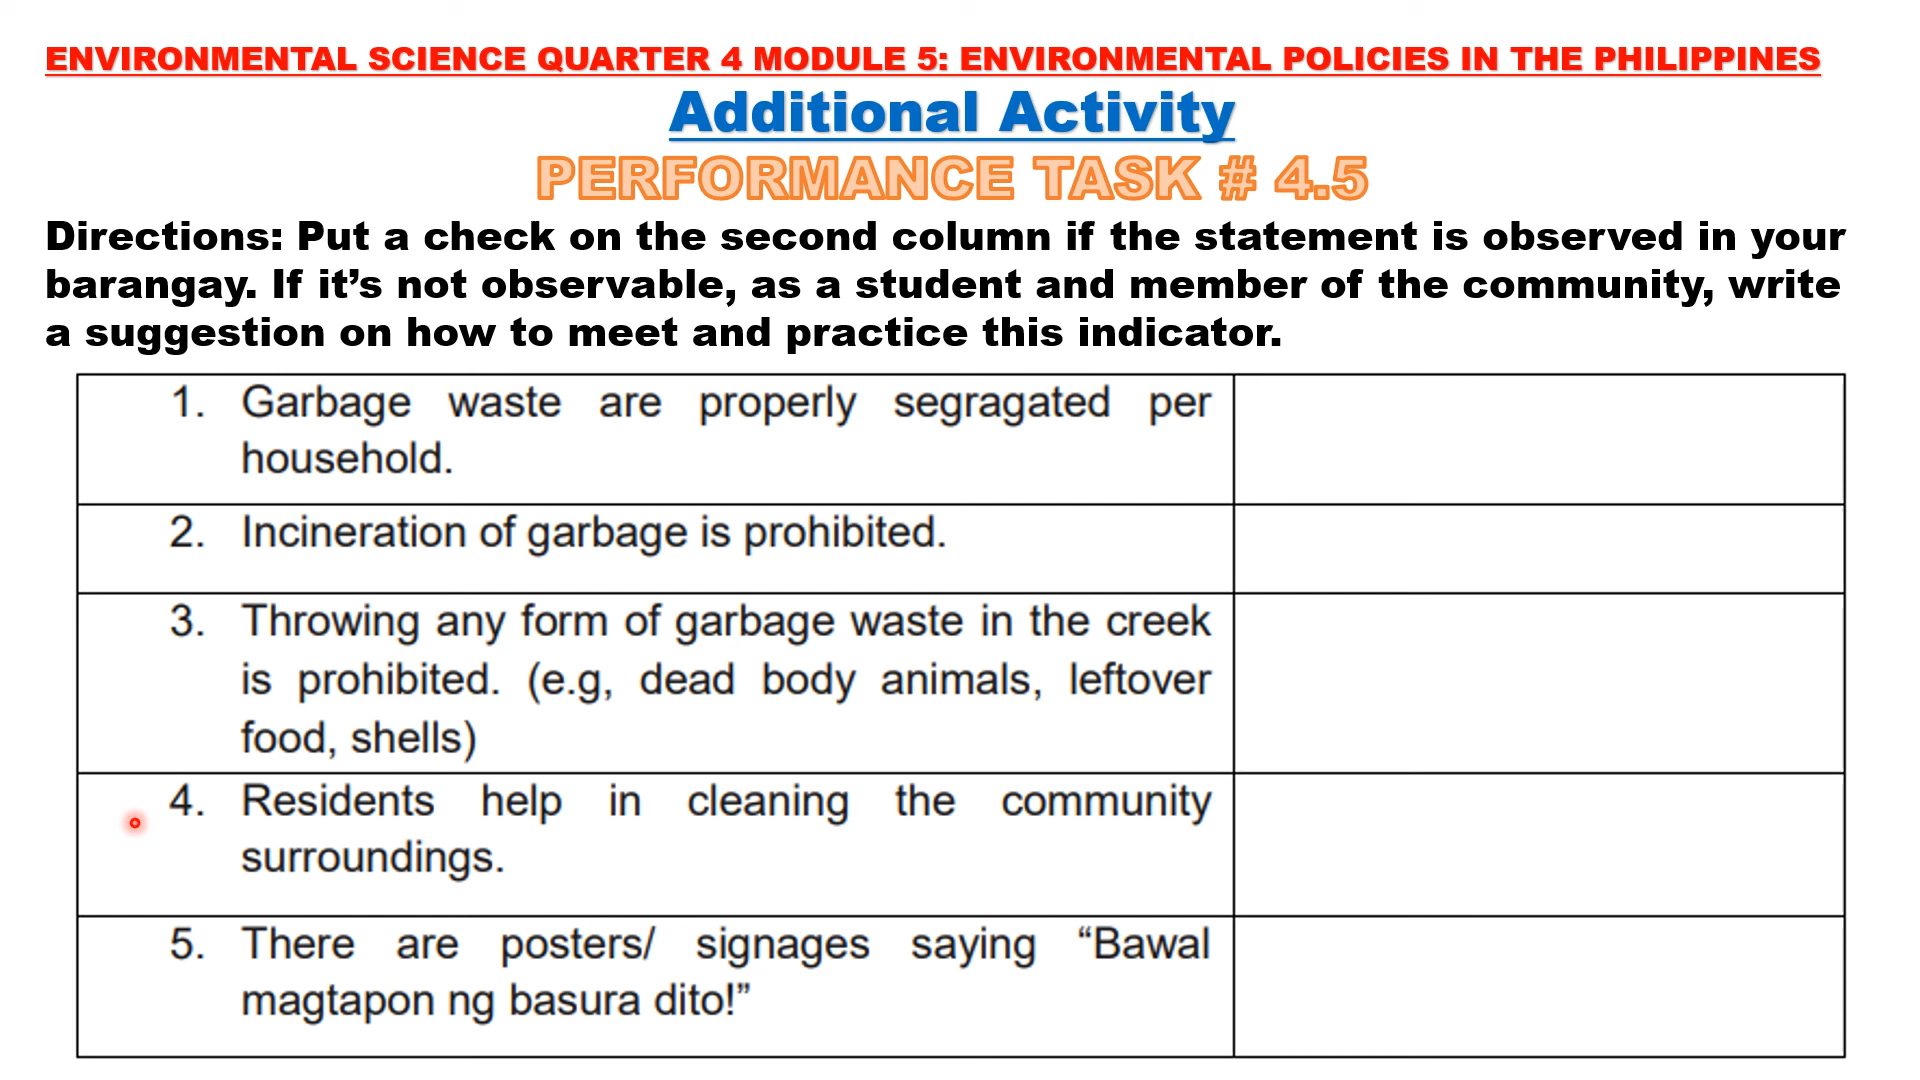 ENVIRONMENTAL SCIENCE QUARTER 4 MODULE 5: ENVIRONMENTAL POLICIES IN THE PHILIPPINES
Additional Activity
PERFORMANCE TASK # 4.5
Directions: Put a check on the second column if the statement is observed in your
barangay. If it’s not observable, as a student and member of the community, write
a suggestion on how to meet and practice this indicator.
1. Garbage waste are properly segragated per
household.
2. Incineration of garbage is prohibited.
3. Throwing any form of garbage waste in the creek
is prohibited. (e.g, dead body animals, leftover
food, shells)
4. Residents help in cleaning the community
surroundings.
5. There are posters/ signages saying “Bawal
magtapon ng basura dito!”